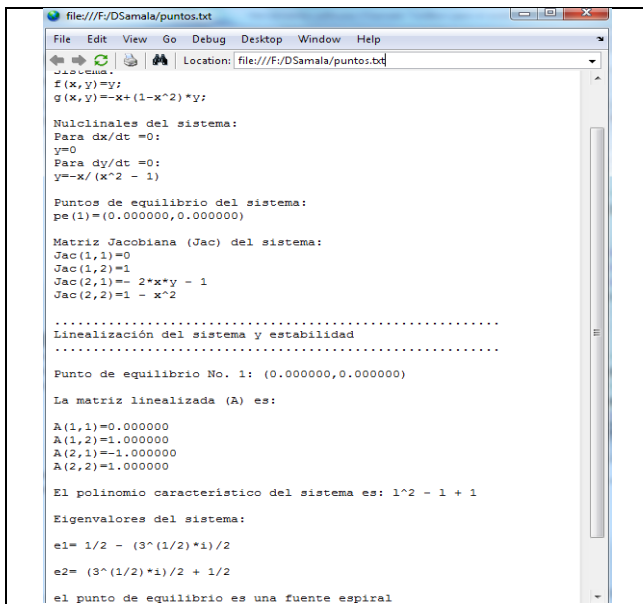 file:///F:/DSamala/puntos.txt
File Edit View Go Debug Desktop Window Help
Location: file:///F:/DSamala/puntos.txt
Sistema:
f(x,y)=y;
g(x,y)=-x+(1-x^2)*y;
Nulclinales del sistema:
Para dx/dt =0:
y=0
Para dy/dt =0:
y=-x/(x^2 - 1)
Puntos de equilibrio del sistema:
pe(1)=(0.000000,0.000000)
Matriz Jacobiana (Jac) del sistema:
Jac(1,1)=0
Jac(1,2)=1
Jac(2,1)=- 2*x*y - 1
Jac(2,2)=1 - x^2
..........................................................
Linealización del sistema y estabilidad
..........................................................
Punto de equilibrio No. 1: (0.000000,0.000000)
La matriz linealizada (A) es:
A(1,1)=0.000000
A(1,2)=1.000000
A(2,1)=-1.000000
A(2,2)=1.000000
El polinomio característico del sistema es: l^2 - l + 1
Eigenvalores del sistema:
e1= 1/2 - (3^(1/2)*i)/2
e2= (3^(1/2)*i)/2 + 1/2
el punto de equilibrio es una fuente espiral